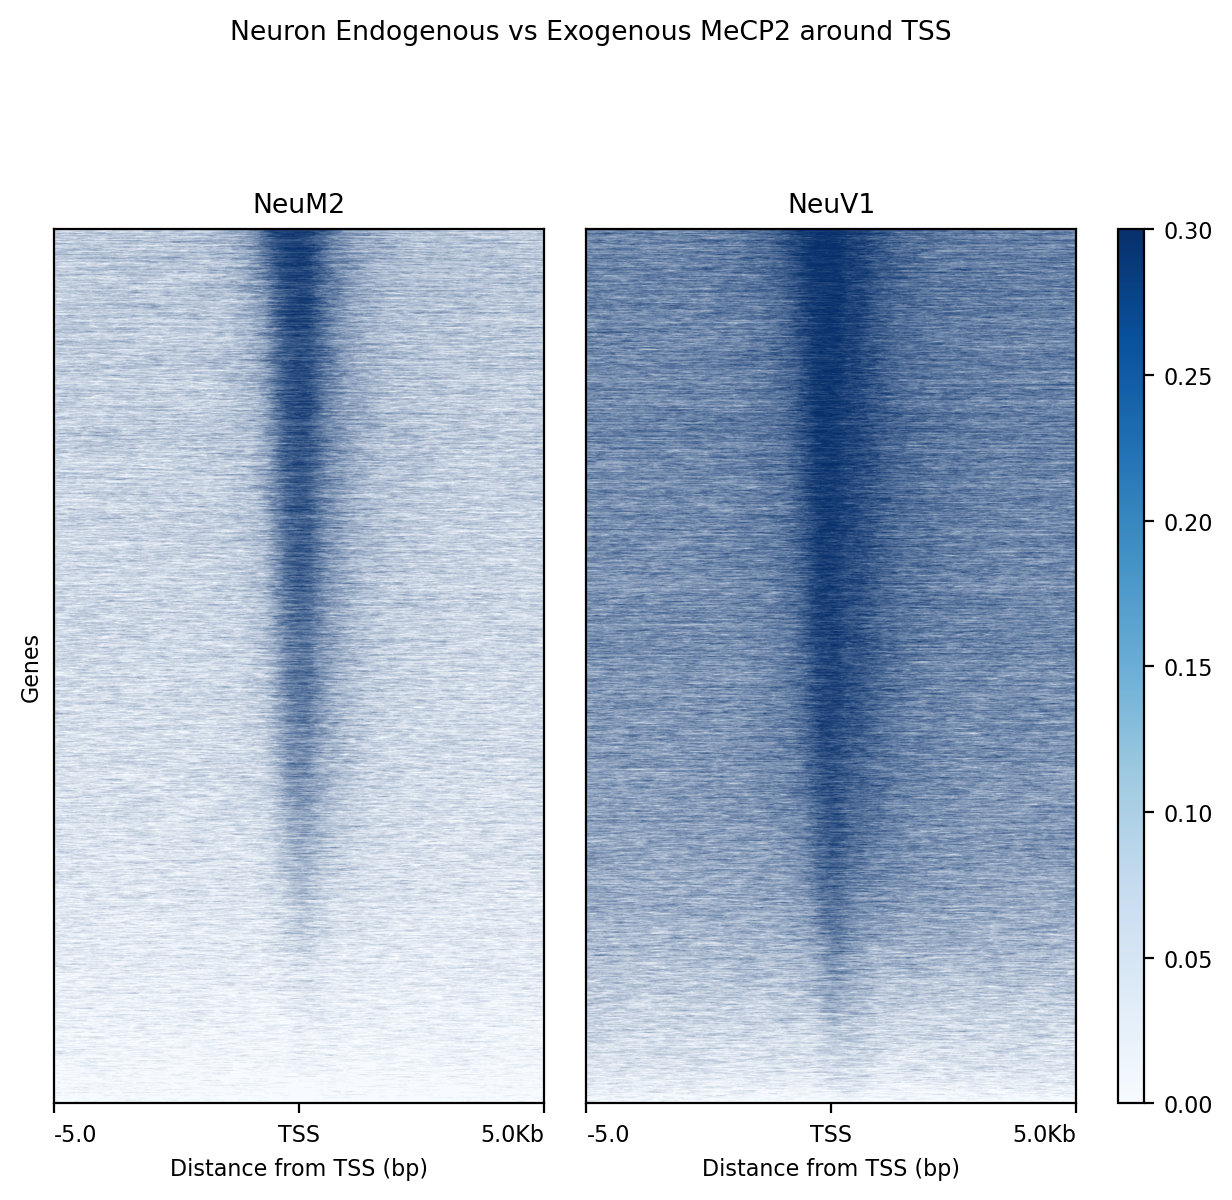 Neuron Endogenous vs Exogenous MeCP2 around TSS
NeuM2
NeuV1
Genes
0.30
0.25
0.20
0.15
0.10
0.05
0.00
-5.0 TSS 5.0Kb
-5.0 TSS 5.0Kb
Distance from TSS (bp)
Distance from TSS (bp)